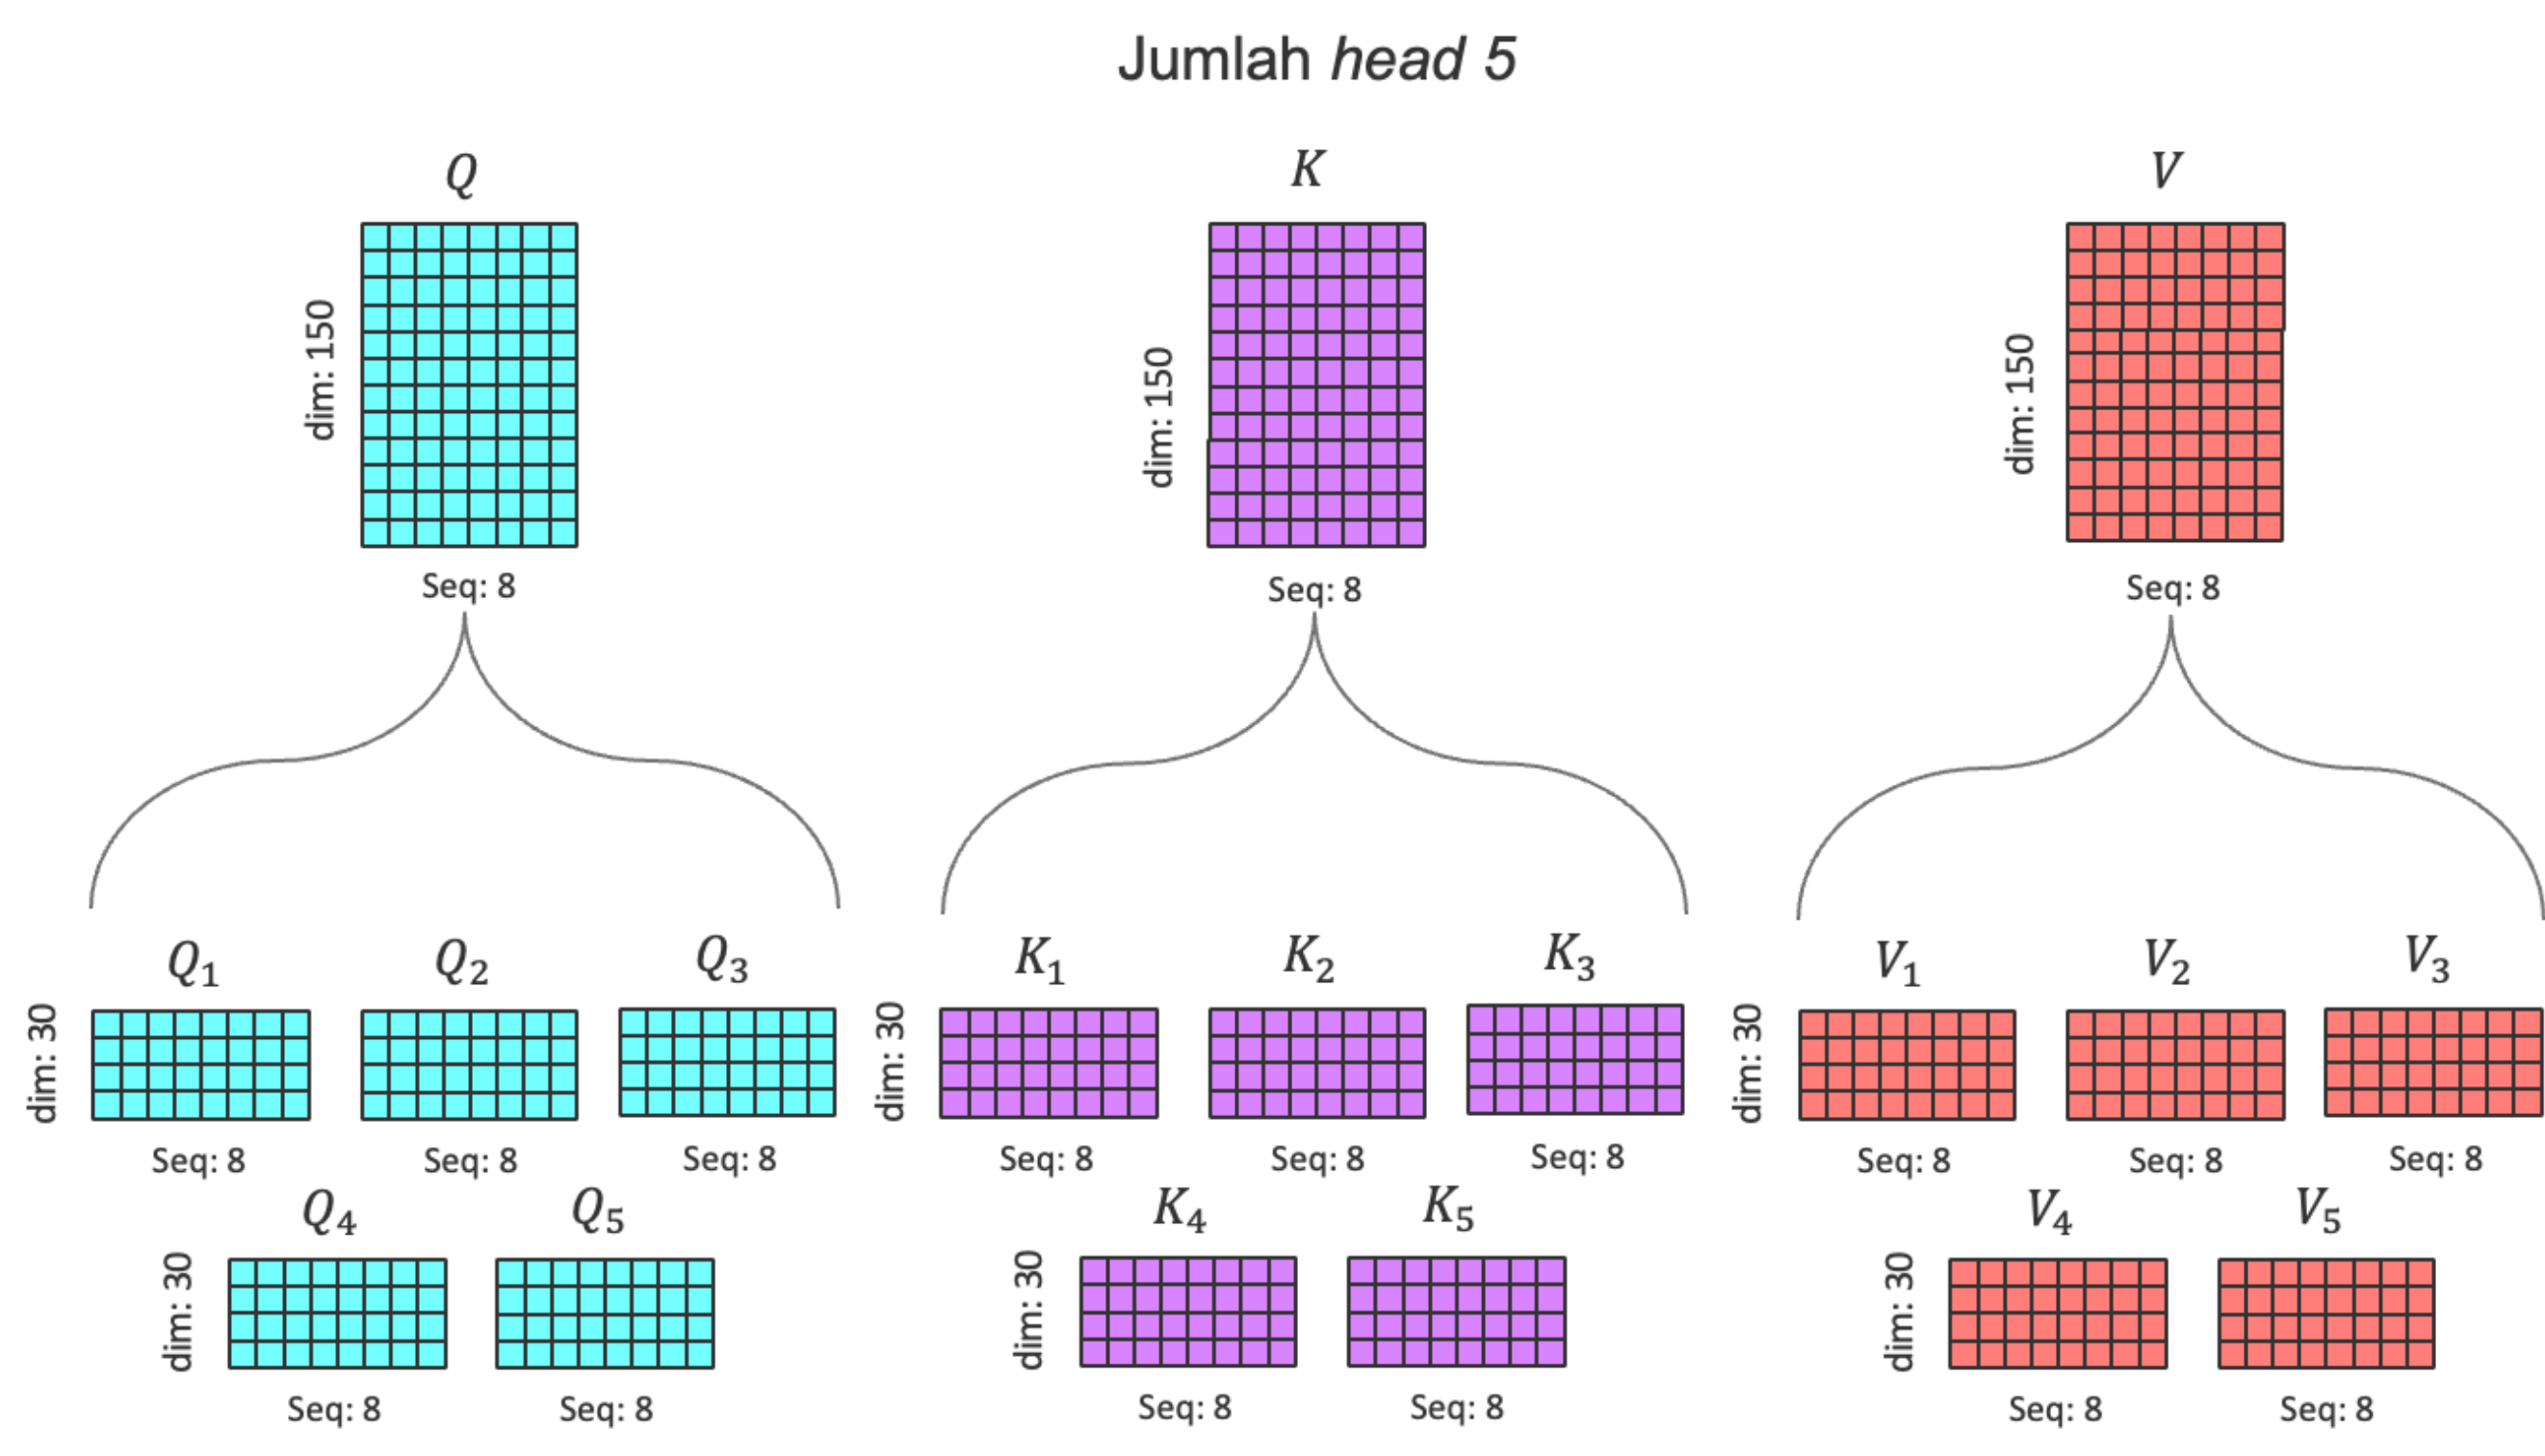 Jumlah head 5
Q
K
V
dim: 150
dim: 150
dim: 150
Seq: 8
Seq: 8
Seq: 8
Q₁
Q₂
Q₃
K₁
K₂
K₃
V₁
V₂
V₃
dim: 30
dim: 30
dim: 30
Seq: 8
Seq: 8
Seq: 8
Seq: 8
Seq: 8
Seq: 8
Seq: 8
Seq: 8
Seq: 8
Q₄
Q₅
K₄
K₅
V₄
V₅
dim: 30
dim: 30
dim: 30
Seq: 8
Seq: 8
Seq: 8
Seq: 8
Seq: 8
Seq: 8